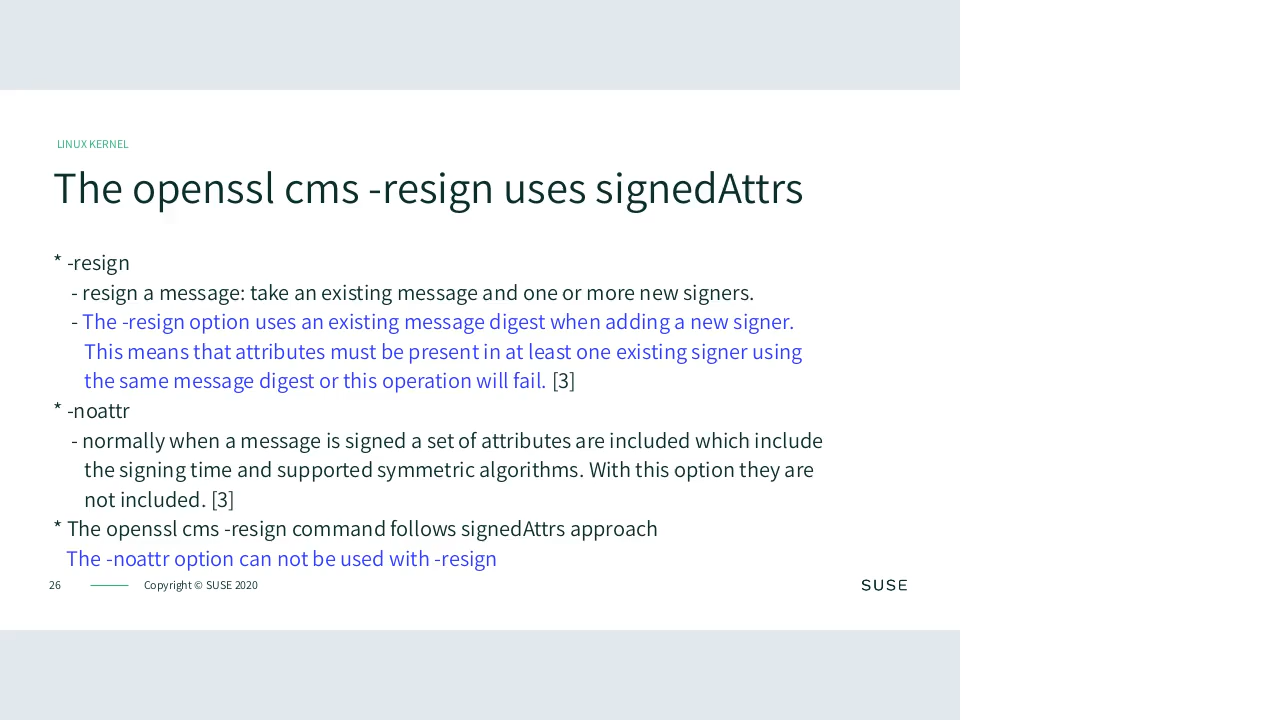 LINUX KERNEL
The openssl cms -resign uses signedAttrs
* -resign
- resign a message: take an existing message and one or more new signers.
- The -resign option uses an existing message digest when adding a new signer.
This means that attributes must be present in at least one existing signer using
the same message digest or this operation will fail. [3]
* -noattr
- normally when a message is signed a set of attributes are included which include
the signing time and supported symmetric algorithms. With this option they are
not included. [3]
* The openssl cms -resign command follows signedAttrs approach
The -noattr option can not be used with -resign
26 Copyright © SUSE 2020 SUSE